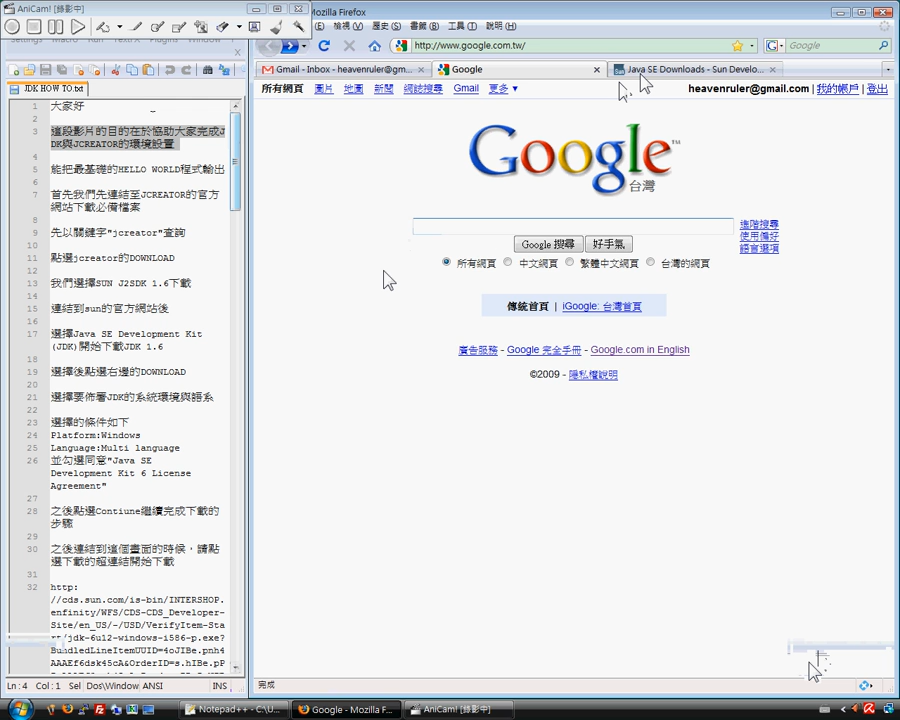 AniCam! [錄影中]
Mozilla Firefox
檢視(V) 歷史(S) 書籤(B) 工具(T) 說明(H)
http://www.google.com.tw/
Google
JDK HOW TO.txt
Gmail - Inbox - heavenruler@gm...
Google
Java SE Downloads - Sun Develo...
所有網頁 圖片 地圖 新聞 網誌搜尋 Gmail 更多 ▼
heavenruler@gmail.com | 我的帳戶 | 登出
1 大家好
2
3 這段影片的目的在於協助大家完成JDK與JCREATOR的環境設置
4
5 能把最基礎的HELLO WORLD程式輸出
6
7 首先我們先連結至JCREATOR的官方網站下載必備檔案
8
9 先以關鍵字"jcreator"查詢
10
11 點選jcreator的DOWNLOAD
12
13 我們選擇SUN J2SDK 1.6下載
14
15 連結到sun的官方網站後
16
17 選擇Java SE Development Kit (JDK)開始下載JDK 1.6
18
19 選擇後點選右邊的DOWNLOAD
20
21 選擇要佈署JDK的系統環境與語系
22
23 選擇的條件如下
24 Platform:Windows
25 Language:Multi language
26 並勾選同意"Java SE Development Kit 6 License Agreement"
27
28 之後點選Contiune繼續完成下載的步驟
29
30 之後連結到這個畫面的時候，請點選下載的超連結開始下載
31
32 http:
//cds.sun.com/is-bin/INTERSHOP.
enfinity/WFS/CDS-CDS_Developer-
Site/en_US/-/USD/VerifyItem-Sta
rt/jdk-6u12-windows-i586-p.exe?
BundledLineItemUUID=4oJIBe.pnh4
AAAEf6dsk45cA&OrderID=s.hIBe.pP
Google™
台灣
進階搜尋
使用偏好
語言選項
Google 搜尋 好手氣
所有網頁 中文網頁 繁體中文網頁 台灣的網頁
傳統首頁 | iGoogle: 台灣首頁
廣告服務 - Google 完全手冊 - Google.com in English
©2009 - 隱私權說明
Ln:4 Col:1 Sel Dos\Window ANSI INS
完成
Notepad++ - C:\U...
Google - Mozilla F...
AniCam! [錄影中]